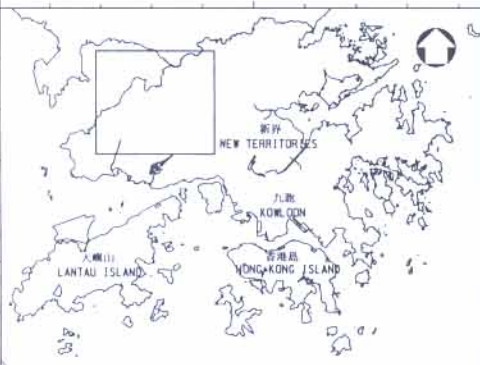 新界
NEW TERRITORIES
九龍
KOWLOON
大嶼山
LANTAU ISLAND
香港島
HONG KONG ISLAND